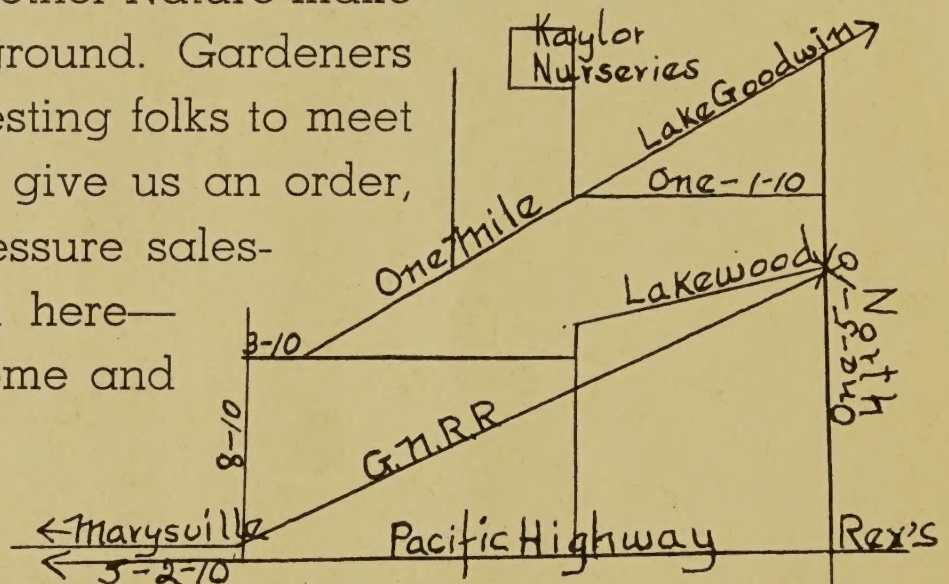 other Nature make
ground. Gardeners
esting folks to meet
give us an order,
essure sales-
here—
ome and
Kaylor
Nurseries
Lake Goodwin
One-1-10
One Mile
Lakewood
3-10
One-5-10
North
8-10
G.N.R.R
←Marysville
Pacific Highway
Rex's
5-2-10